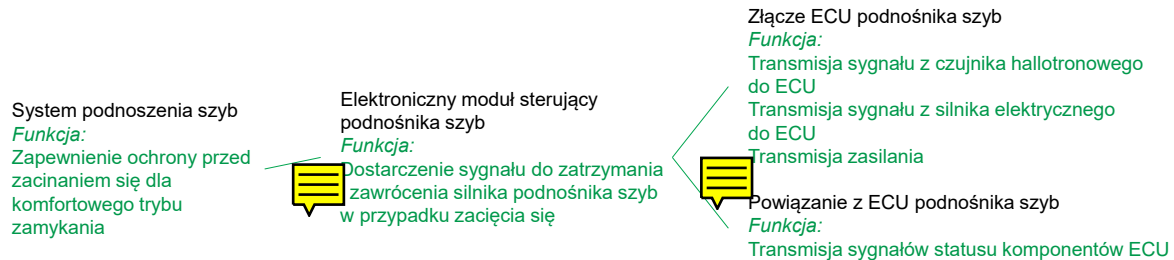 System podnoszenia szyb
Funkcja:
Zapewnienie ochrony przed
zacinaniem się dla
komfortowego trybu
zamykania
Elektroniczny moduł sterujący
podnośnika szyb
Funkcja:
Dostarczenie sygnału do zatrzymania
zawrócenia silnika podnośnika szyb
w przypadku zacięcia się
Złącze ECU podnośnika szyb
Funkcja:
Transmisja sygnału z czujnika hallotronowego
do ECU
Transmisja sygnału z silnika elektrycznego
do ECU
Transmisja zasilania
Powiązanie z ECU podnośnika szyb
Funkcja:
Transmisja sygnałów statusu komponentów ECU